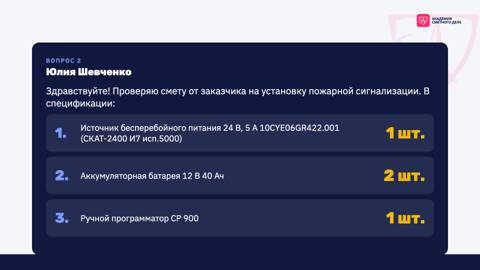 АКАДЕМИЯ
СМЕТНОГО ДЕЛА
ВОПРОС 2
Юлия Шевченко
Здравствуйте! Проверяю смету от заказчика на установку пожарной сигнализации. В
спецификации:
1. Источник бесперебойного питания 24 В, 5 А 10CYE06GR422.001 1 шт.
(СКАТ-2400 И7 исп.5000)
2. Аккумуляторная батарея 12 В 40 Ач 2 шт.
3. Ручной программатор СР 900 1 шт.